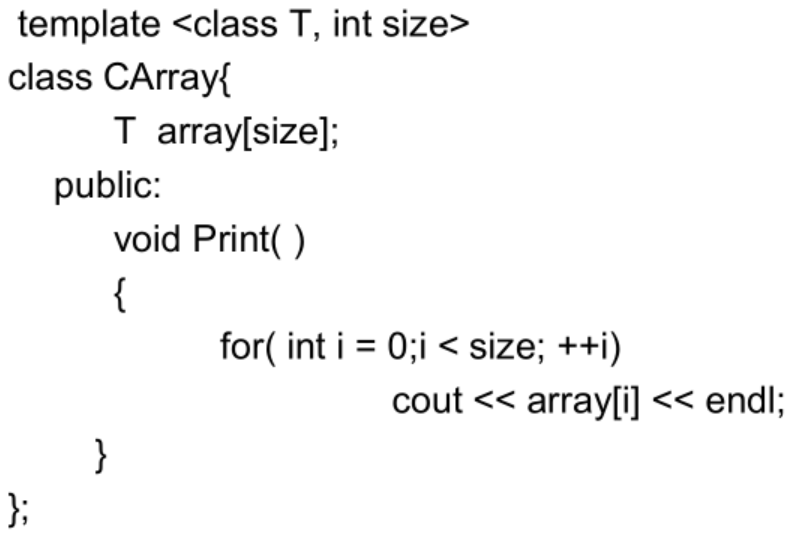 template <class T, int size>
class CArray{
T  array[size];
public:
void Print( )
{
for( int i = 0;i < size; ++i)
cout << array[i] << endl;
}
};